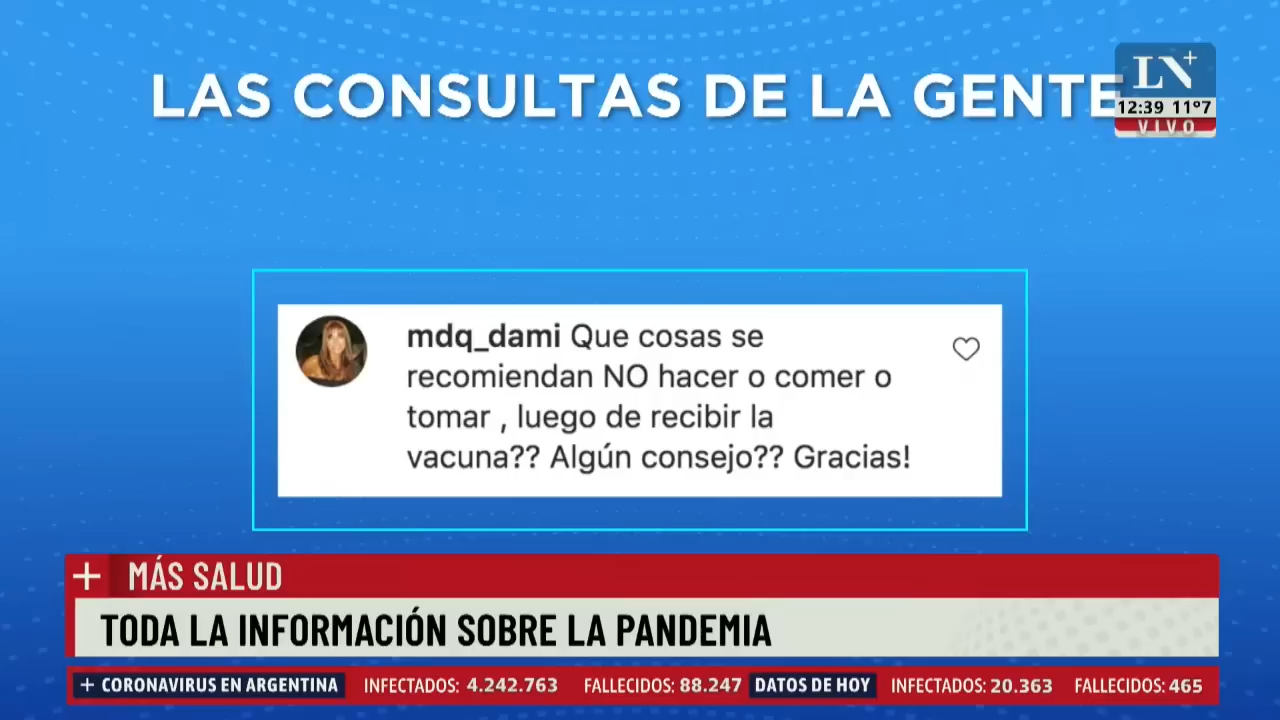 LAS CONSULTAS DE LA GENTE
LN+
12:39 11°7
VIVO
mdq_dami Que cosas se
recomiendan NO hacer o comer o
tomar , luego de recibir la
vacuna?? Algún consejo?? Gracias!
+ MÁS SALUD
TODA LA INFORMACIÓN SOBRE LA PANDEMIA
+ CORONAVIRUS EN ARGENTINA INFECTADOS: 4.242.763 FALLECIDOS: 88.247 DATOS DE HOY INFECTADOS: 20.363 FALLECIDOS: 465